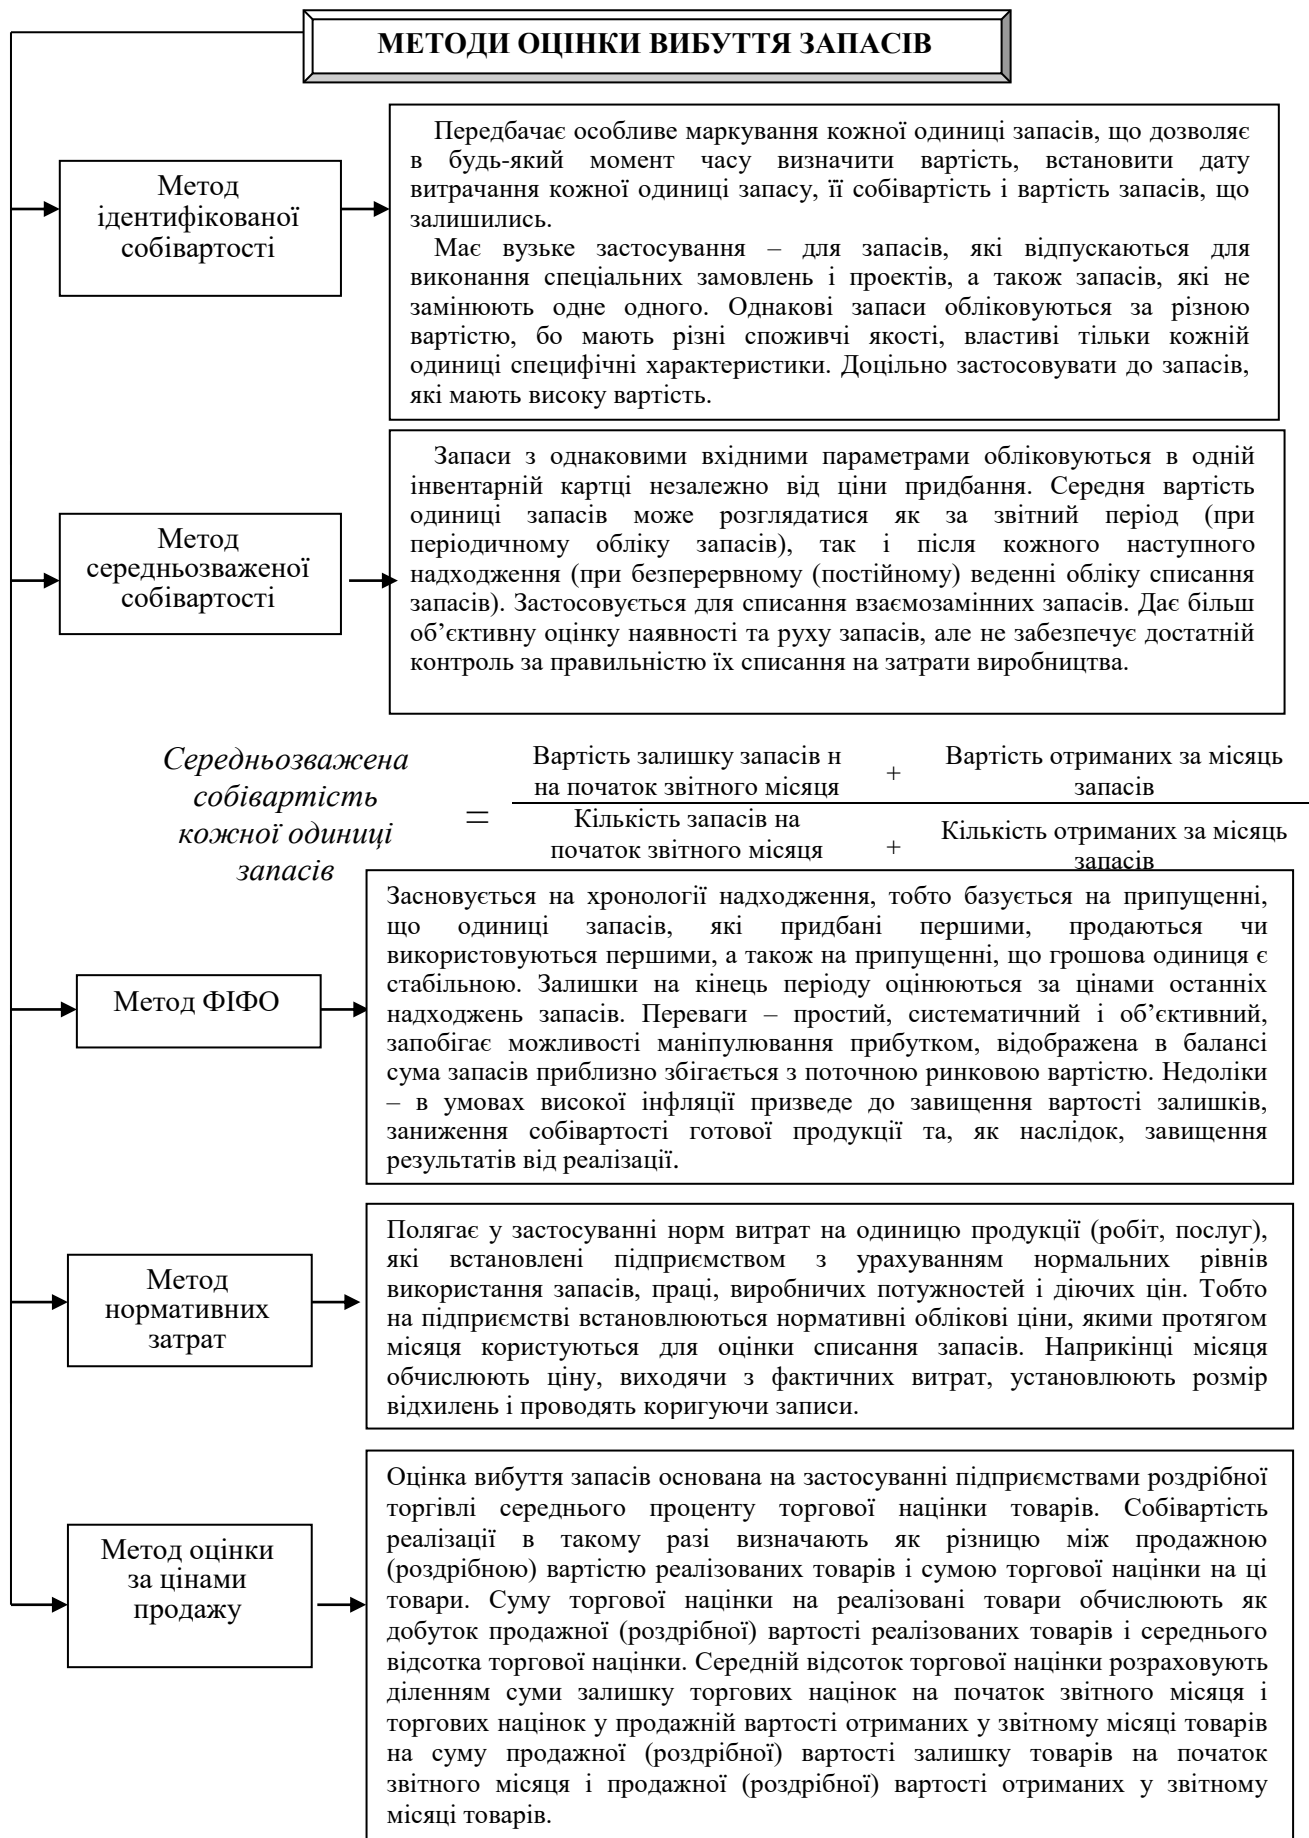 МЕТОДИ ОЦІНКИ ВИБУТТЯ ЗАПАСІВ
Метод
ідентифікованої
собівартості
Передбачає особливе маркування кожної одиниці запасів, що дозволяє
в будь-який момент часу визначити вартість, встановити дату
витрачання кожної одиниці запасу, її собівартість і вартість запасів, що
залишились.
Має вузьке застосування – для запасів, які відпускаються для
виконання спеціальних замовлень і проектів, а також запасів, які не
замінюють одне одного. Однакові запаси обліковуються за різною
вартістю, бо мають різні споживчі якості, властиві тільки кожній
одиниці специфічні характеристики. Доцільно застосовувати до запасів,
які мають високу вартість.
Метод
середньозваженої
собівартості
Запаси з однаковими вхідними параметрами обліковуються в одній
інвентарній картці незалежно від ціни придбання. Середня вартість
одиниці запасів може розглядатися як за звітний період (при
періодичному обліку запасів), так і після кожного наступного
надходження (при безперервному (постійному) веденні обліку списання
запасів). Застосовується для списання взаємозамінних запасів. Дає більш
об’єктивну оцінку наявності та руху запасів, але не забезпечує достатній
контроль за правильністю їх списання на затрати виробництва.
Середньозважена
собівартість
кожної одиниці
запасів
=
Вартість залишку запасів н
на початок звітного місяця
+
Вартість отриманих за місяць
запасів
Кількість запасів на
початок звітного місяця
+
Кількість отриманих за місяць
запасів
Метод ФІФО
Засновується на хронології надходження, тобто базується на припущенні,
що одиниці запасів, які придбані першими, продаються чи
використовуються першими, а також на припущенні, що грошова одиниця є
стабільною. Залишки на кінець періоду оцінюються за цінами останніх
надходжень запасів. Переваги – простий, систематичний і об’єктивний,
запобігає можливості маніпулювання прибутком, відображена в балансі
сума запасів приблизно збігається з поточною ринковою вартістю. Недоліки
– в умовах високої інфляції призведе до завищення вартості залишків,
заниження собівартості готової продукції та, як наслідок, завищення
результатів від реалізації.
Метод
нормативних
затрат
Полягає у застосуванні норм витрат на одиницю продукції (робіт, послуг),
які встановлені підприємством з урахуванням нормальних рівнів
використання запасів, праці, виробничих потужностей і діючих цін. Тобто
на підприємстві встановлюються нормативні облікові ціни, якими протягом
місяця користуються для оцінки списання запасів. Наприкінці місяця
обчислюють ціну, виходячи з фактичних витрат, установлюють розмір
відхилень і проводять коригуючи записи.
Метод оцінки
за цінами
продажу
Оцінка вибуття запасів основана на застосуванні підприємствами роздрібної
торгівлі середнього проценту торгової націнки товарів. Собівартість
реалізації в такому разі визначають як різницю між продажною
(роздрібною) вартістю реалізованих товарів і сумою торгової націнки на ці
товари. Суму торгової націнки на реалізовані товари обчислюють як
добуток продажної (роздрібної) вартості реалізованих товарів і середнього
відсотка торгової націнки. Середній відсоток торгової націнки розраховують
діленням суми залишку торгових націнок на початок звітного місяця і
торгових націнок у продажній вартості отриманих у звітному місяці товарів
на суму продажної (роздрібної) вартості залишку товарів на початок
звітного місяця і продажної (роздрібної) вартості отриманих у звітному
місяці товарів.